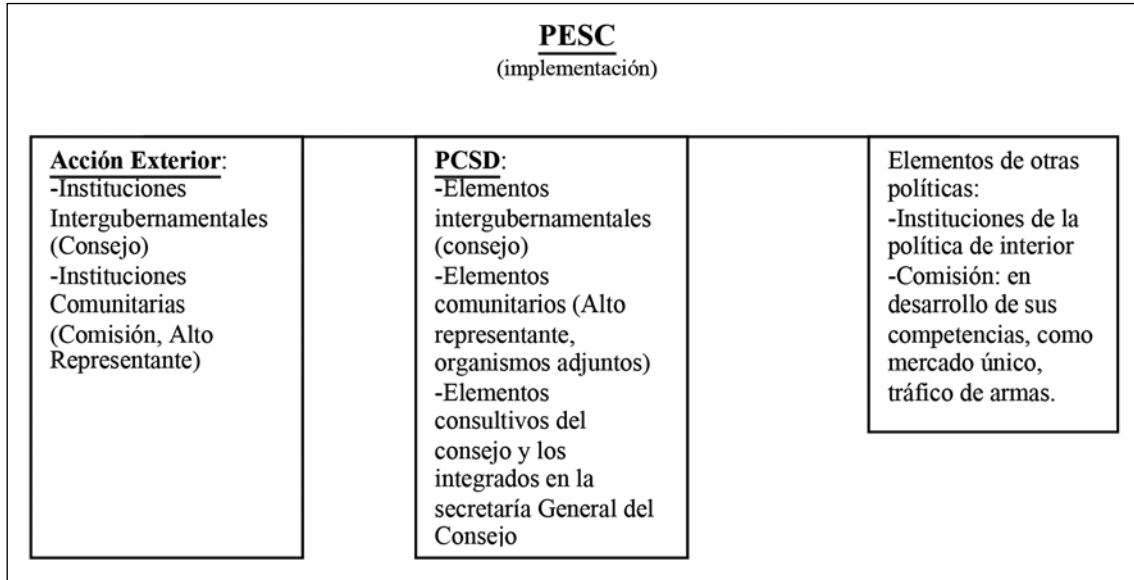 PESC
(implementación)
Acción Exterior:
-Instituciones
Intergubernamentales
(Consejo)
-Instituciones
Comunitarias
(Comisión, Alto
Representante)
PCSD:
-Elementos
intergubernamentales
(consejo)
-Elementos
comunitarios (Alto
representante,
organismos adjuntos)
-Elementos
consultivos del
consejo y los
integrados en la
secretaría General del
Consejo
Elementos de otras
políticas:
-Instituciones de la
política de interior
-Comisión: en
desarrollo de sus
competencias, como
mercado único,
tráfico de armas.